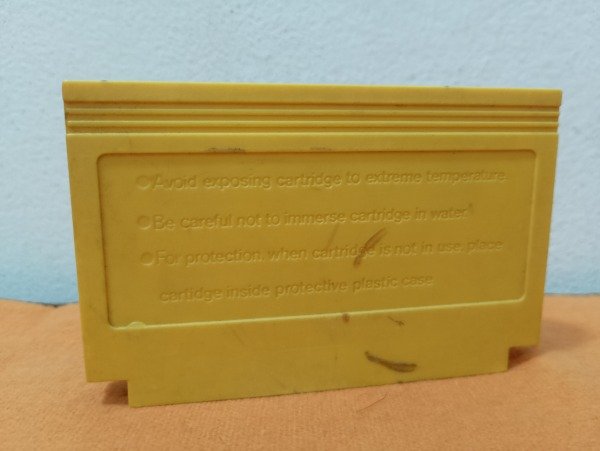 ●Avoid exposing cartridge to extreme temperature.
●Be careful not to immerse cartridge in water.
●For protection, when cartridge is not in use, place
cartidge inside protective plastic case.